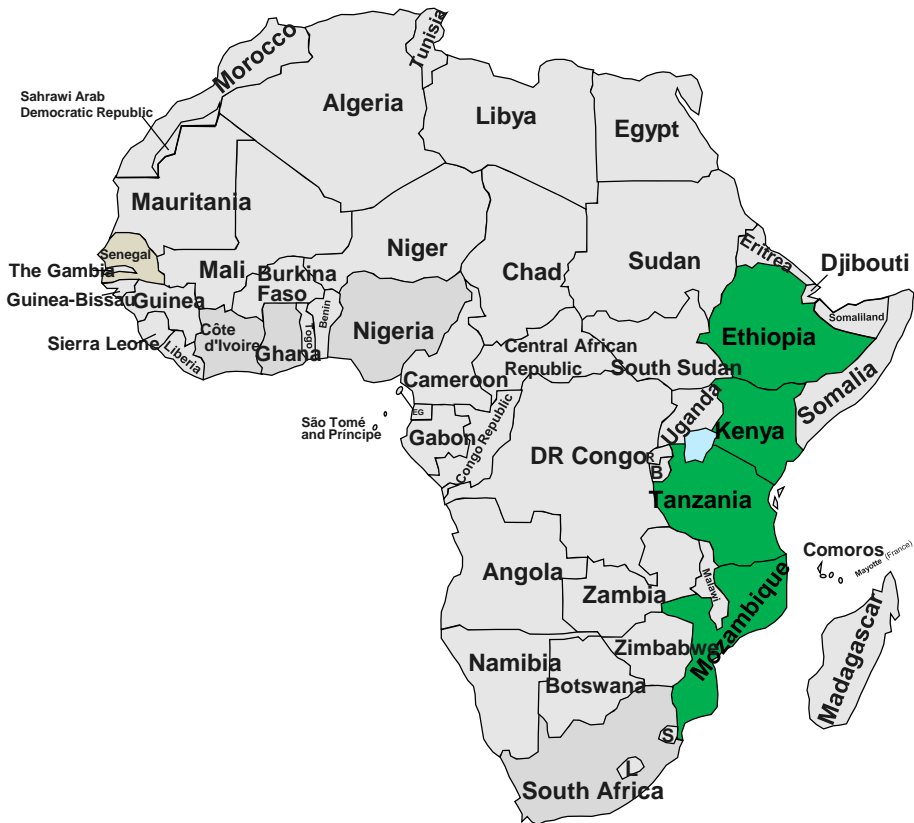 Tunisia
Morocco
Algeria
Libya
Egypt
Sahrawi Arab
Democratic Republic
Mauritania
Mali
Niger
Chad
Sudan
Eritrea
Djibouti
Senegal
The Gambia
Guinea-Bissau
Guinea
Burkina
Faso
Benin
Togo
Nigeria
Côte
d'Ivoire
Ghana
Sierra Leone
Liberia
Somaliland
Ethiopia
Somalia
Central African
Republic
South Sudan
Cameroon
EG
São Tomé
and Príncipe
Gabon
Congo Republic
DR Congo
Uganda
Kenya
R
B
Tanzania
Comoros
Mayotte (France)
Angola
Zambia
Malawi
Mozambique
Madagascar
Zimbabwe
Namibia
Botswana
S
L
South Africa